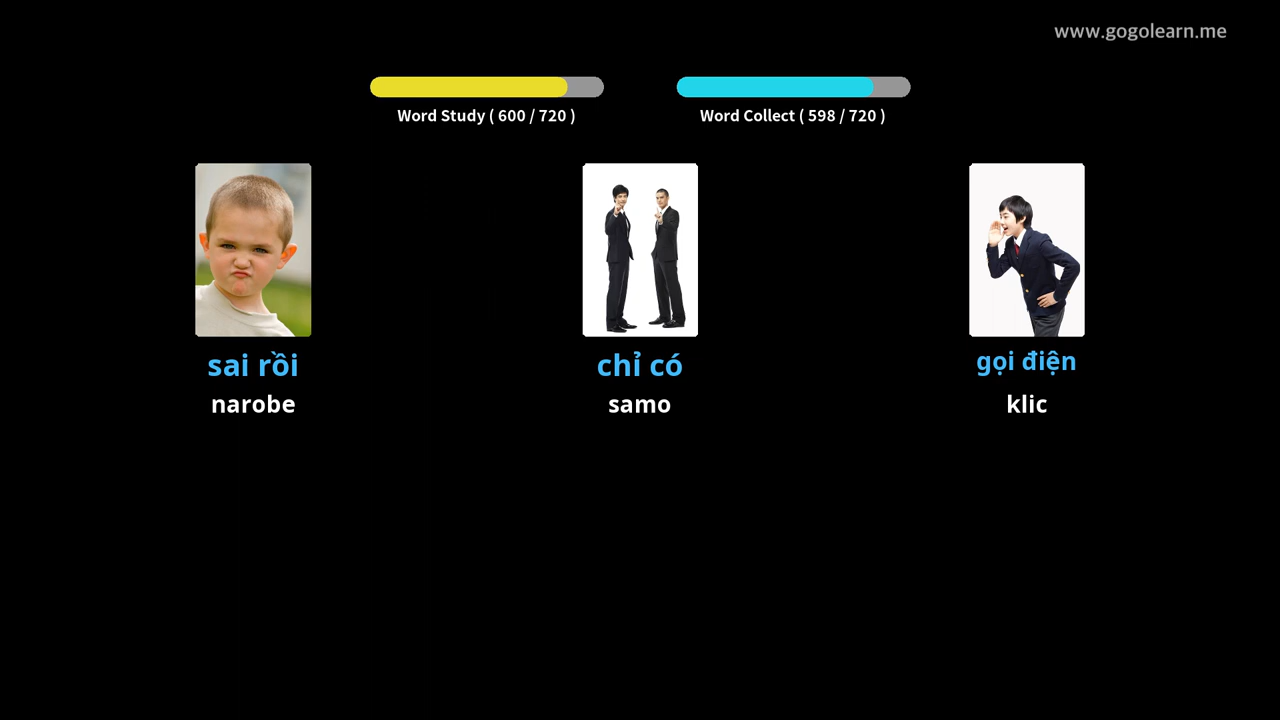 www.gogolearn.me
Word Study ( 600 / 720 )
Word Collect ( 598 / 720 )
sai rồi
chỉ có
gọi điện
narobe
samo
klic